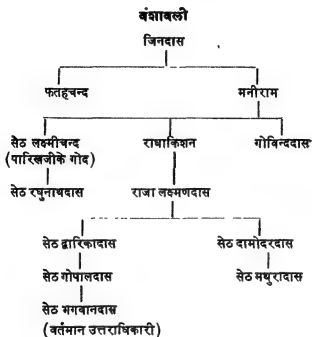 वंशावली
जिनदास
फतहचन्द मनीराम
सेठ लक्ष्मीचन्द राधाकिशन गोविन्ददास
(पारिखजीके गोद)
सेठ रघुनाथदास राजा लक्ष्मणदास
सेठ द्वारिकादास सेठ दामोदरदास
सेठ गोपालदास सेठ मथुरादास
सेठ भगवानदास
(वर्तमान उत्तराधिकारी)